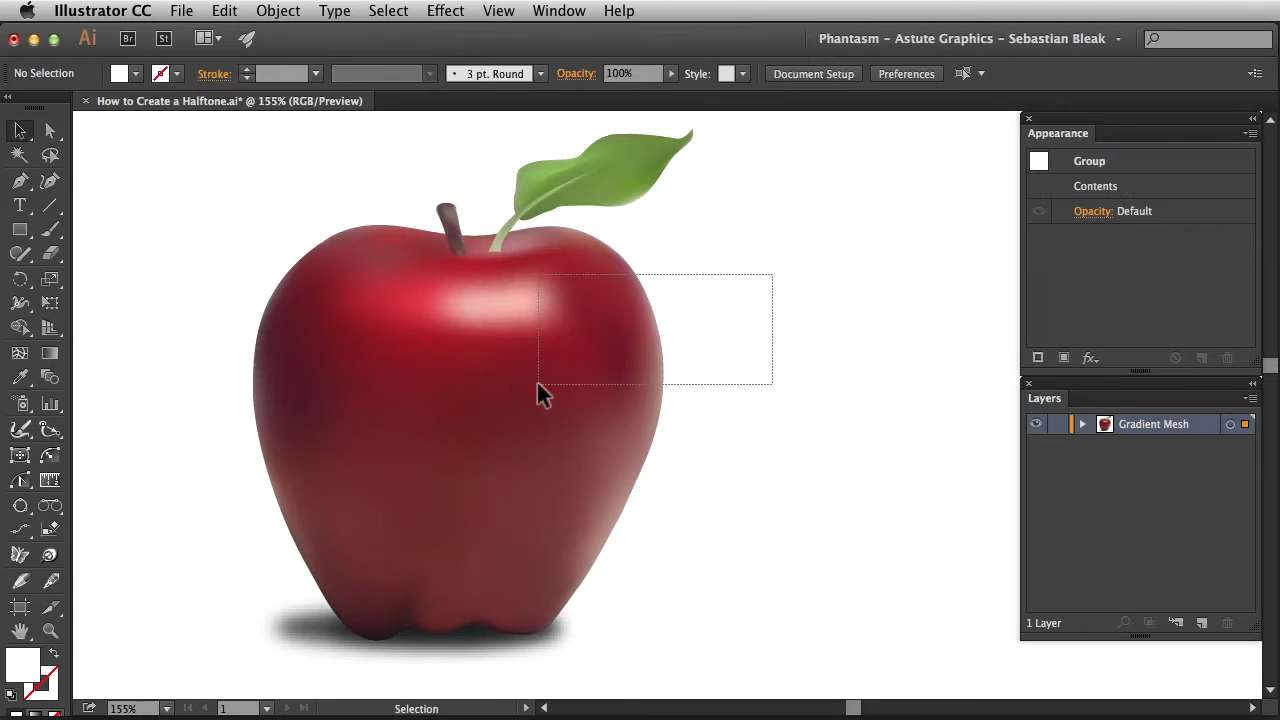 Illustrator CC File Edit Object Type Select Effect View Window Help
Ai Br St Phantasm – Astute Graphics – Sebastian Bleak
No Selection Stroke: 3 pt. Round Opacity: 100% Style: Document Setup Preferences
How to Create a Halftone.ai* @ 155% (RGB/Preview)
Appearance
Group
Contents
Opacity: Default
fx
Layers
Gradient Mesh
1 Layer
155% 1 Selection